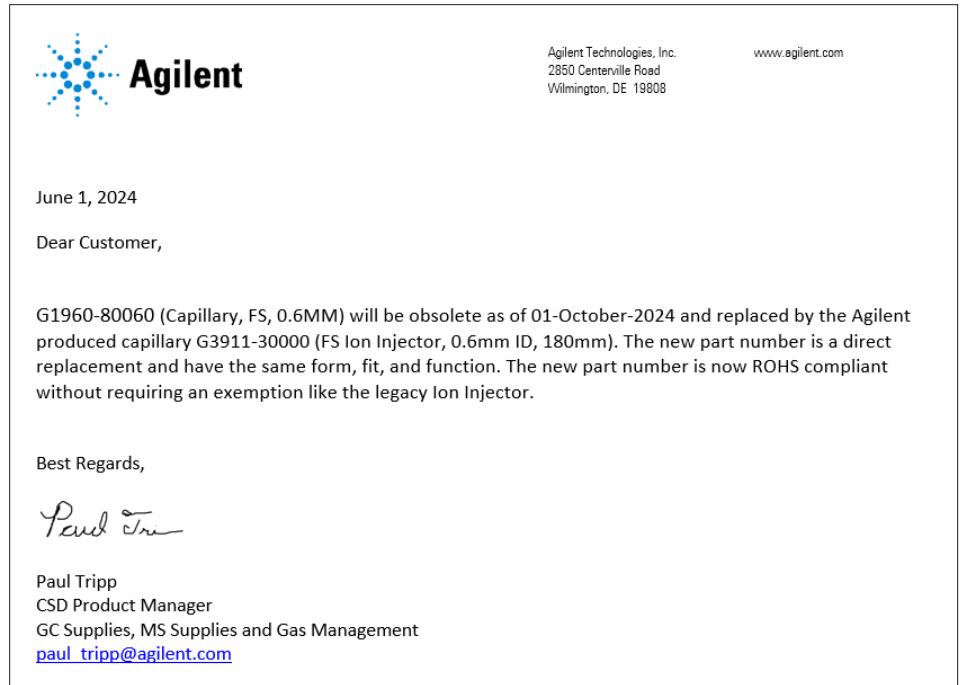 Agilent
Agilent Technologies, Inc.
2850 Centerville Road
Wilmington, DE 19808
www.agilent.com
June 1, 2024
Dear Customer,
G1960-80060 (Capillary, FS, 0.6MM) will be obsolete as of 01-October-2024 and replaced by the Agilent
produced capillary G3911-30000 (FS Ion Injector, 0.6mm ID, 180mm). The new part number is a direct
replacement and have the same form, fit, and function. The new part number is now ROHS compliant
without requiring an exemption like the legacy Ion Injector.
Best Regards,
Paul Tri
Paul Tripp
CSD Product Manager
GC Supplies, MS Supplies and Gas Management
paul_tripp@agilent.com